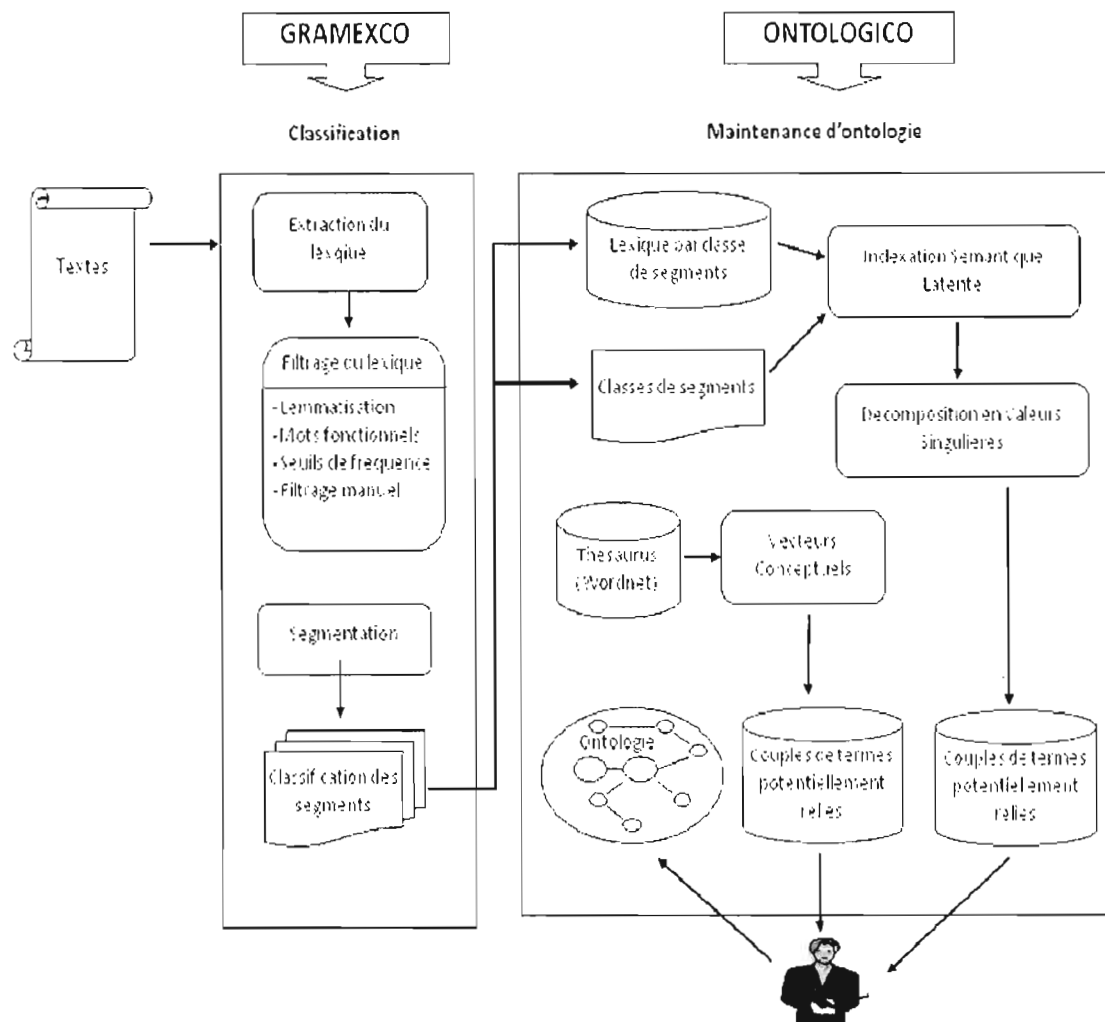 GRAMEXCO
ONTOLOGICO
Classification
Maintenance d'ontologie
Textes
Extraction du
lexqiue
Filtrage du lexique
- Lemmatisation
- Mots fonctionnels
- Seuils de frequence
- Filtrage manuel
Segmentation
Classification des
segments
Lexique par classe
de segments
Classes de segments
Indexation Semantique
Latente
Decomposition en Valeurs
Singulieres
Thesaurus
(Wordnet)
Vecteurs
Conceptuels
Ontologie
Couples de termes
potentiellement
relies
Couples de termes
potentiellement
relies